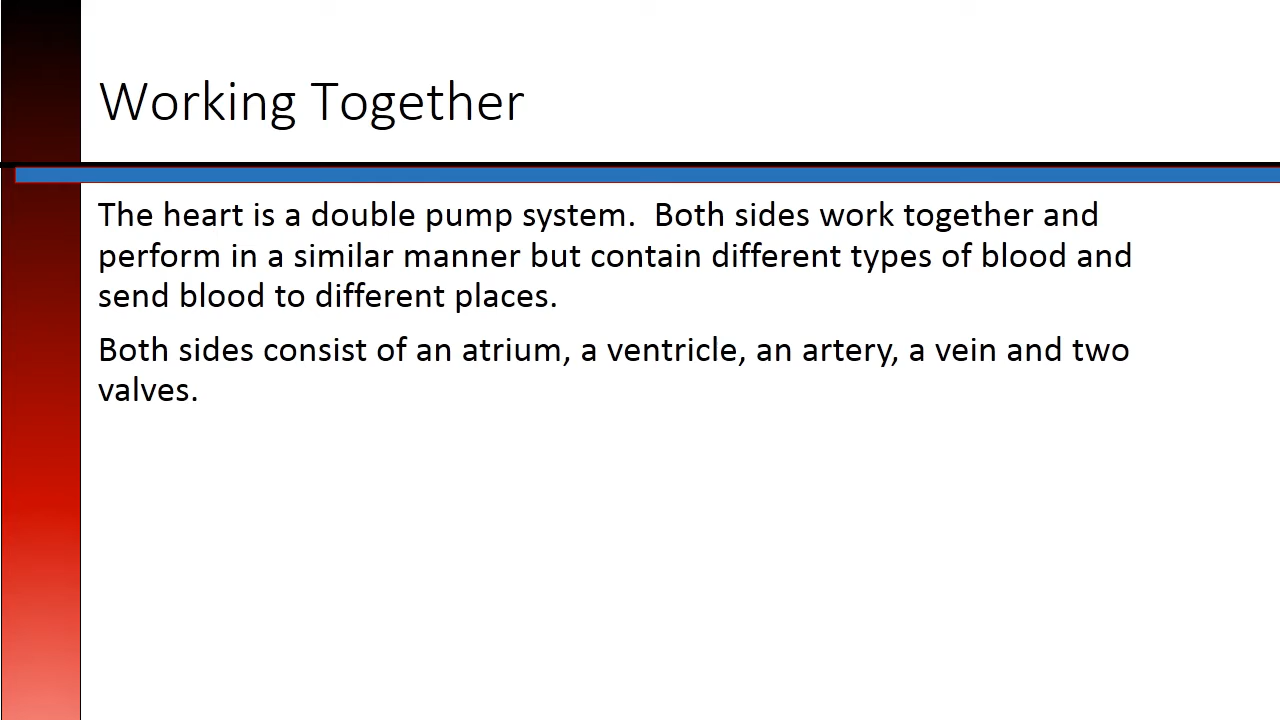 Working Together
The heart is a double pump system.  Both sides work together and
perform in a similar manner but contain different types of blood and
send blood to different places.
Both sides consist of an atrium, a ventricle, an artery, a vein and two
valves.